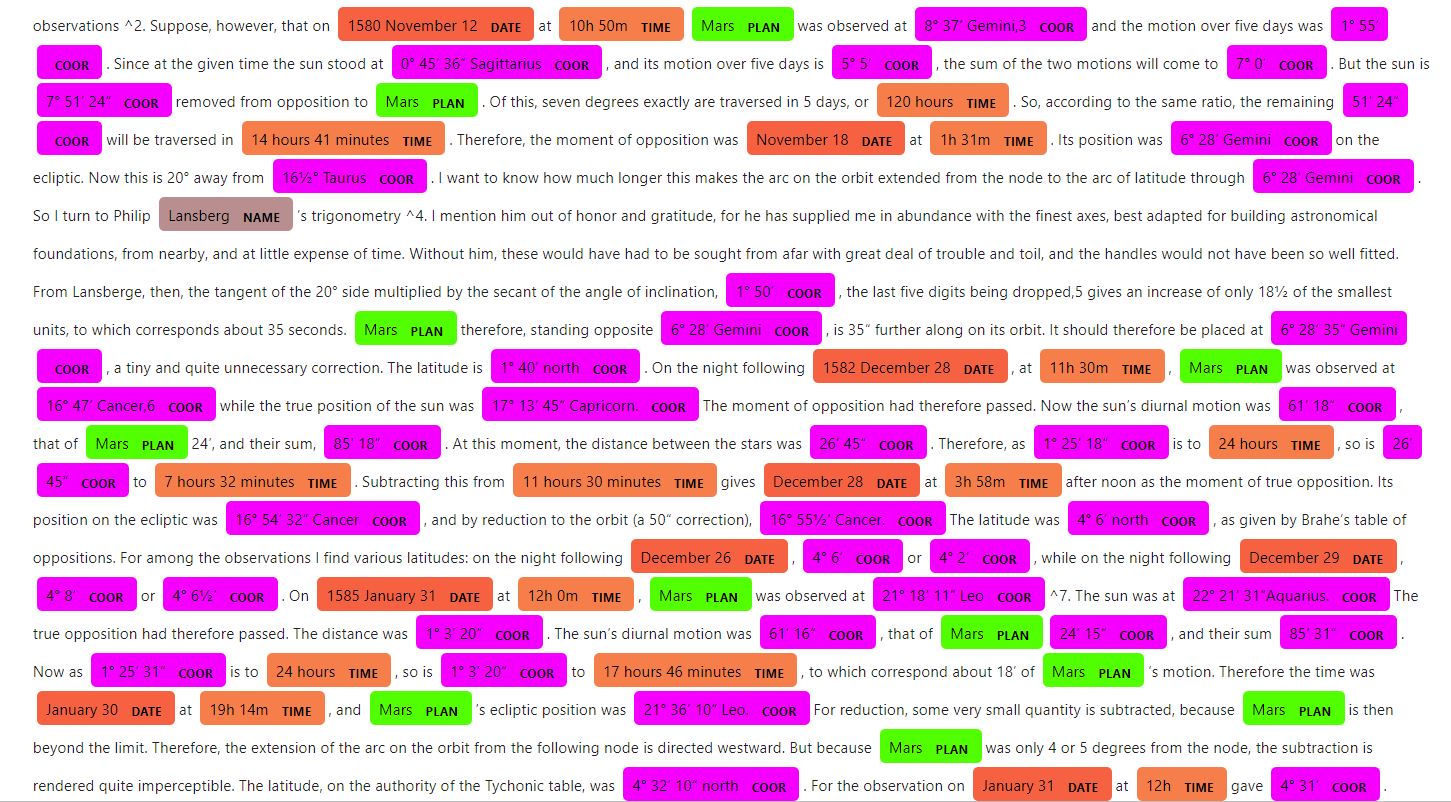 observations ^2. Suppose, however, that on 1580 November 12 DATE at 10h 50m TIME Mars PLAN was observed at 8° 37′ Gemini,3 COOR and the motion over five days was 1° 55′
COOR . Since at the given time the sun stood at 0° 45′ 36″ Sagittarius COOR , and its motion over five days is 5° 5′ COOR , the sum of the two motions will come to 7° 0′ COOR . But the sun is
7° 51′ 24″ COOR removed from opposition to Mars PLAN . Of this, seven degrees exactly are traversed in 5 days, or 120 hours TIME . So, according to the same ratio, the remaining 51′ 24″
COOR will be traversed in 14 hours 41 minutes TIME . Therefore, the moment of opposition was November 18 DATE at 1h 31m TIME . Its position was 6° 28′ Gemini COOR on the
ecliptic. Now this is 20° away from 16½° Taurus COOR . I want to know how much longer this makes the arc on the orbit extended from the node to the arc of latitude through 6° 28′ Gemini COOR .
So I turn to Philip Lansberg NAME ’s trigonometry ^4. I mention him out of honor and gratitude, for he has supplied me in abundance with the finest axes, best adapted for building astronomical
foundations, from nearby, and at little expense of time. Without him, these would have had to be sought from afar with great deal of trouble and toil, and the handles would not have been so well fitted.
From Lansberge, then, the tangent of the 20° side multiplied by the secant of the angle of inclination, 1° 50′ COOR , the last five digits being dropped,5 gives an increase of only 18½ of the smallest
units, to which corresponds about 35 seconds. Mars PLAN therefore, standing opposite 6° 28′ Gemini COOR , is 35″ further along on its orbit. It should therefore be placed at 6° 28′ 35″ Gemini
COOR , a tiny and quite unnecessary correction. The latitude is 1° 40′ north COOR . On the night following 1582 December 28 DATE , at 11h 30m TIME , Mars PLAN was observed at
16° 47′ Cancer,6 COOR while the true position of the sun was 17° 13′ 45″ Capricorn. COOR The moment of opposition had therefore passed. Now the sun’s diurnal motion was 61′ 18″ COOR ,
that of Mars PLAN 24′, and their sum, 85′ 18″ COOR . At this moment, the distance between the stars was 26′ 45″ COOR . Therefore, as 1° 25′ 18″ COOR is to 24 hours TIME , so is 26′
45″ COOR to 7 hours 32 minutes TIME . Subtracting this from 11 hours 30 minutes TIME gives December 28 DATE at 3h 58m TIME after noon as the moment of true opposition. Its
position on the ecliptic was 16° 54′ 32″ Cancer COOR , and by reduction to the orbit (a 50″ correction), 16° 55½′ Cancer. COOR The latitude was 4° 6′ north COOR , as given by Brahe’s table of
oppositions. For among the observations I find various latitudes: on the night following December 26 DATE , 4° 6′ COOR or 4° 2′ COOR , while on the night following December 29 DATE ,
4° 8′ COOR or 4° 6½′ COOR . On 1585 January 31 DATE at 12h 0m TIME , Mars PLAN was observed at 21° 18′ 11″ Leo COOR ^7. The sun was at 22° 21′ 31″Aquarius. COOR The
true opposition had therefore passed. The distance was 1° 3′ 20″ COOR . The sun’s diurnal motion was 61′ 16″ COOR , that of Mars PLAN 24′ 15″ COOR , and their sum 85′ 31″ COOR .
Now as 1° 25′ 31″ COOR is to 24 hours TIME , so is 1° 3′ 20″ COOR to 17 hours 46 minutes TIME , to which correspond about 18′ of Mars PLAN ’s motion. Therefore the time was
January 30 DATE at 19h 14m TIME , and Mars PLAN ’s ecliptic position was 21° 36′ 10″ Leo. COOR For reduction, some very small quantity is subtracted, because Mars PLAN is then
beyond the limit. Therefore, the extension of the arc on the orbit from the following node is directed westward. But because Mars PLAN was only 4 or 5 degrees from the node, the subtraction is
rendered quite imperceptible. The latitude, on the authority of the Tychonic table, was 4° 32′ 10″ north COOR . For the observation on January 31 DATE at 12h TIME gave 4° 31′ COOR .